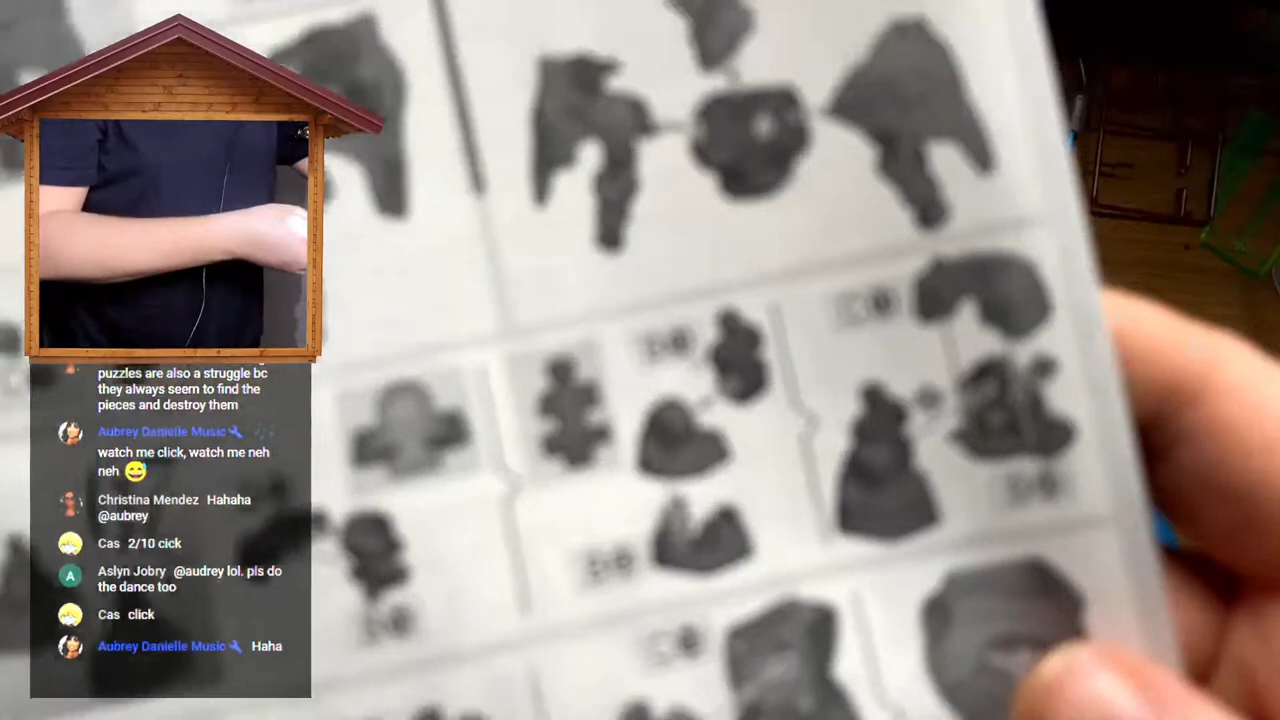 puzzles are also a struggle bc
they always seem to find the
pieces and destroy them
Aubrey Danielle Music
watch me click, watch me neh
neh
Christina Mendez Hahaha
@aubrey
Cas 2/10 cick
A Aslyn Jobry @audrey lol. pls do
the dance too
Cas click
Aubrey Danielle Music Haha